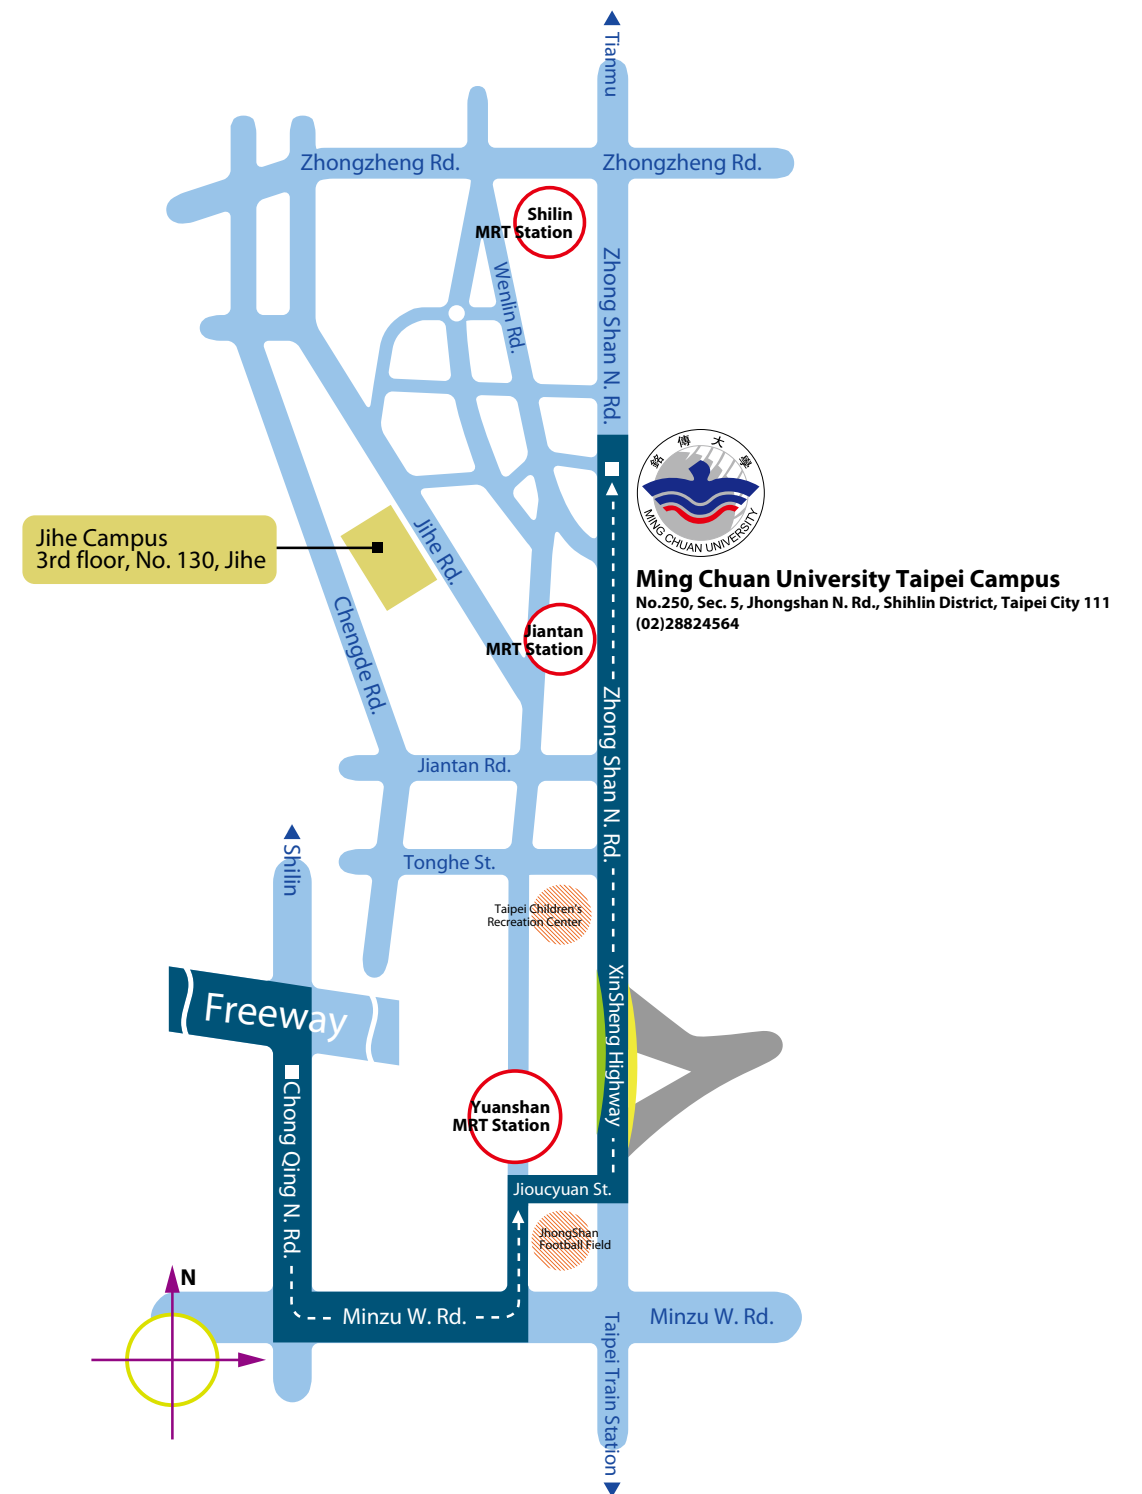 Tianmu
Zhongzheng Rd.
Zhongzheng Rd.
Shilin
MRT Station
Wenlin Rd.
Zhong Shan N. Rd.
銘傳大學
MING CHUAN UNIVERSITY
Ming Chuan University Taipei Campus
No.250, Sec. 5, Jhongshan N. Rd., Shihlin District, Taipei City 111
(02)28824564
Jihe Campus
3rd floor, No. 130, Jihe
Jihe Rd.
Chengde Rd.
Jiantan
MRT Station
Zhong Shan N. Rd.
Jiantan Rd.
Shilin
Tonghe St.
Taipei Children's
Recreation Center
Freeway
XinSheng Highway
Chong Qing N. Rd.
Yuanshan
MRT Station
Jioucyuan St.
JhongShan
Football Field
N
Minzu W. Rd.
Minzu W. Rd.
Taipei Train Station